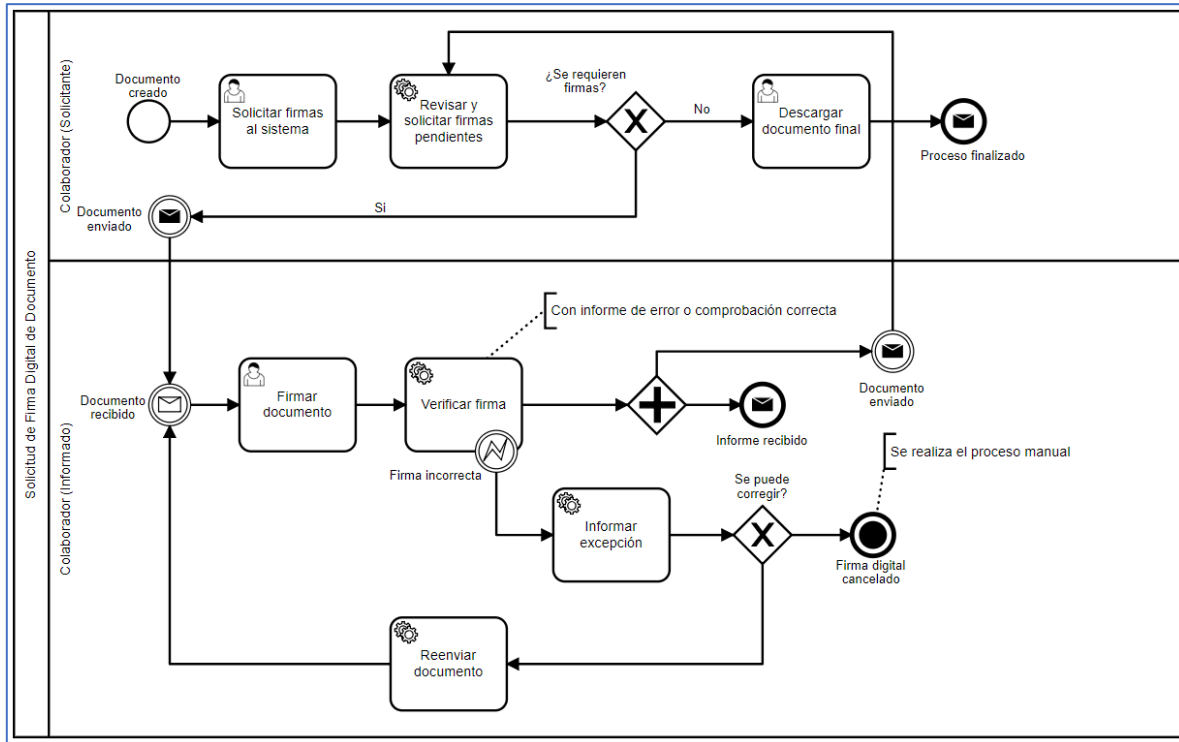 Solicitud de Firma Digital de Documento
Colaborador (Solicitante)
Documento
creado
Solicitar firmas
al sistema
Revisar y
solicitar firmas
pendientes
¿Se requieren
firmas?
No
Descargar
documento final
Proceso finalizado
Si
Documento
enviado
Colaborador (Informado)
Con informe de error o comprobación correcta
Documento
recibido
Firmar
documento
Verificar firma
Firma incorrecta
Informe recibido
Documento
enviado
Se realiza el proceso manual
Informar
excepción
Se puede
corregir?
Firma digital
cancelado
Reenviar
documento